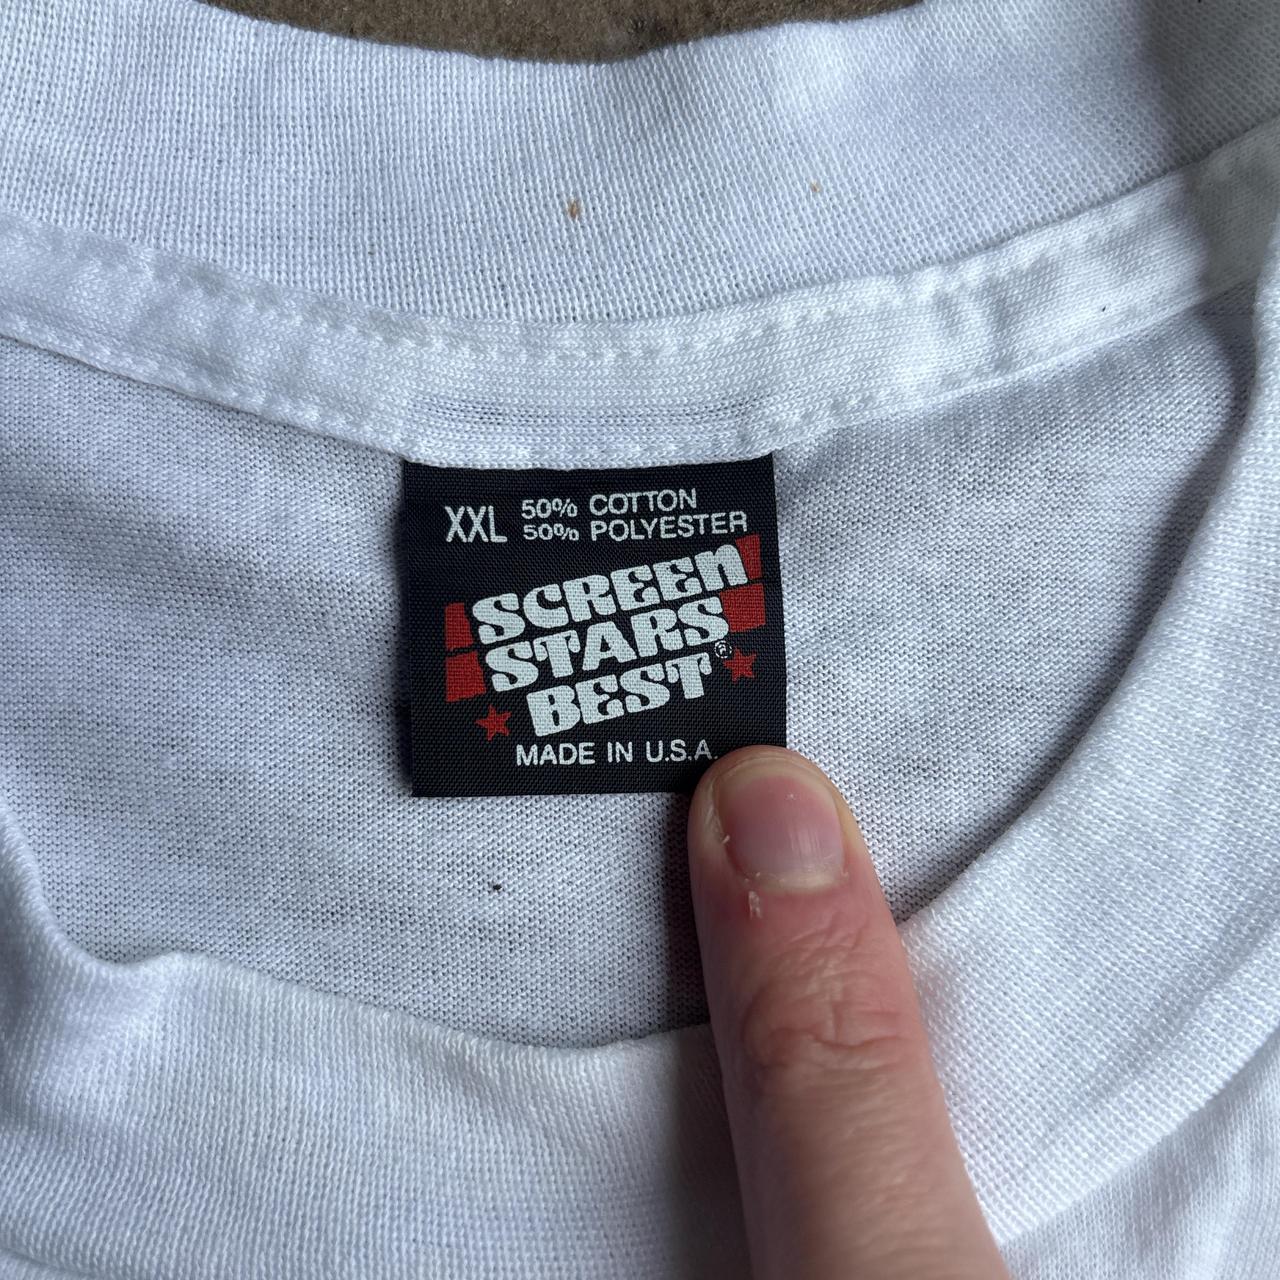 XXL 50% COTTON
50% POLYESTER
SCREEN
STARS
BEST®
MADE IN U.S.A.